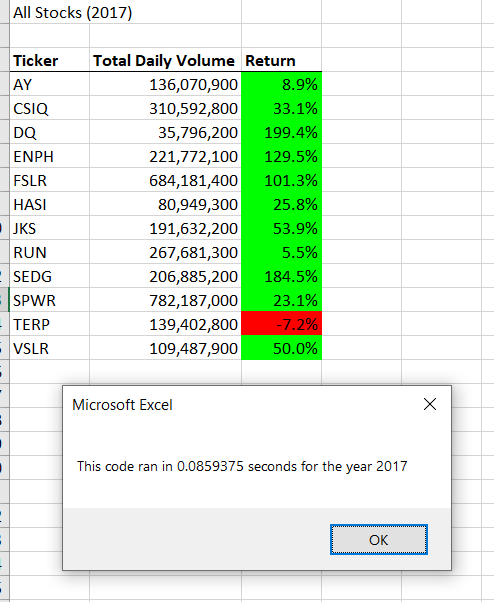 All Stocks (2017)
Ticker Total Daily Volume Return
AY 136,070,900 8.9%
CSIQ 310,592,800 33.1%
DQ 35,796,200 199.4%
ENPH 221,772,100 129.5%
FSLR 684,181,400 101.3%
HASI 80,949,300 25.8%
JKS 191,632,200 53.9%
RUN 267,681,300 5.5%
SEDG 206,885,200 184.5%
SPWR 782,187,000 23.1%
TERP 139,402,800 -7.2%
VSLR 109,487,900 50.0%
Microsoft Excel
This code ran in 0.0859375 seconds for the year 2017
OK